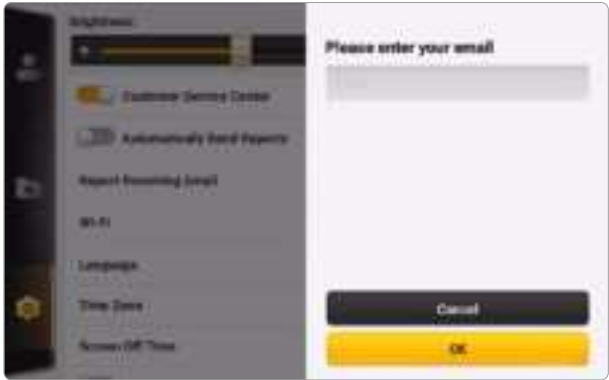 Brightness
Customer Service Center
Automatically Send Reports
Report Receiving Email
Wi-Fi
Language
Time Zone
Screen Off Time
Please enter your email
Cancel
OK